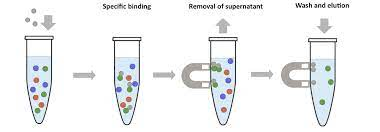 Specific binding
Removal of supernatant
Wash and elution